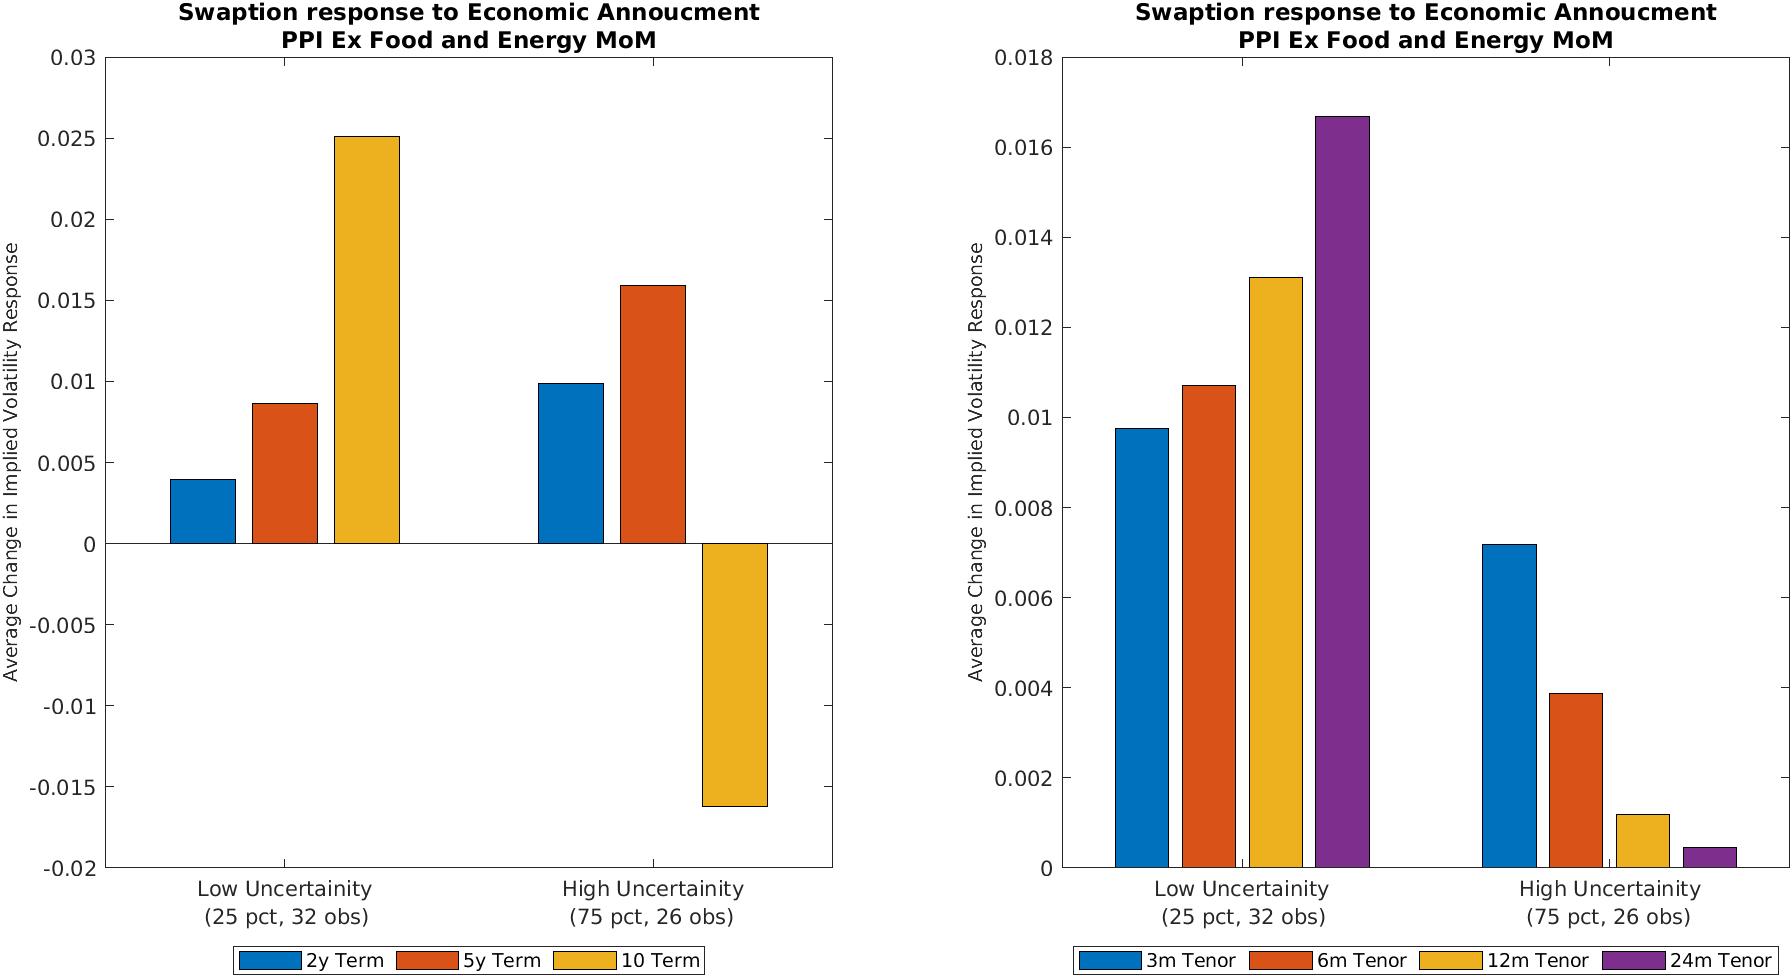 Swaption response to Economic Annoucment
PPI Ex Food and Energy MoM
Average Change in Implied Volatility Response
0.03
0.025
0.02
0.015
0.01
0.005
0
-0.005
-0.01
-0.015
-0.02
Low Uncertainity
(25 pct, 32 obs)
High Uncertainity
(75 pct, 26 obs)
2y Term
5y Term
10 Term
Swaption response to Economic Annoucment
PPI Ex Food and Energy MoM
Average Change in Implied Volatility Response
0.018
0.016
0.014
0.012
0.01
0.008
0.006
0.004
0.002
0
Low Uncertainity
(25 pct, 32 obs)
High Uncertainity
(75 pct, 26 obs)
3m Tenor
6m Tenor
12m Tenor
24m Tenor